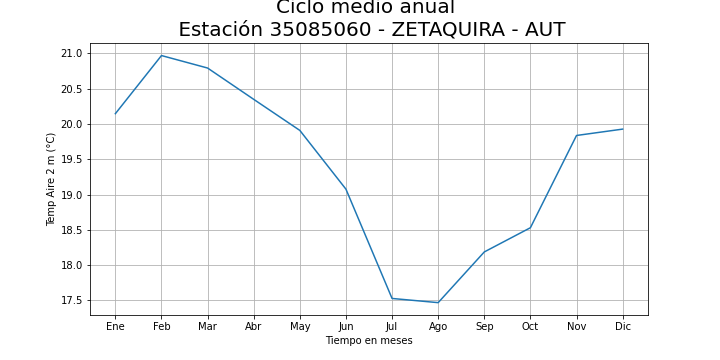 Ciclo medio anual
Estación 35085060 - ZETAQUIRA - AUT
Temp Aire 2 m (°C)
21.0
20.5
20.0
19.5
19.0
18.5
18.0
17.5
Ene Feb Mar Abr May Jun Jul Ago Sep Oct Nov Dic
Tiempo en meses